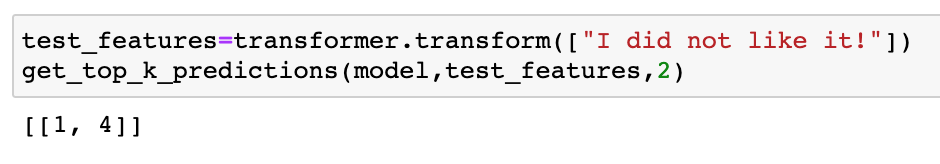 test_features=transformer.transform(["I did not like it!"])
get_top_k_predictions(model,test_features,2)
[[1, 4]]